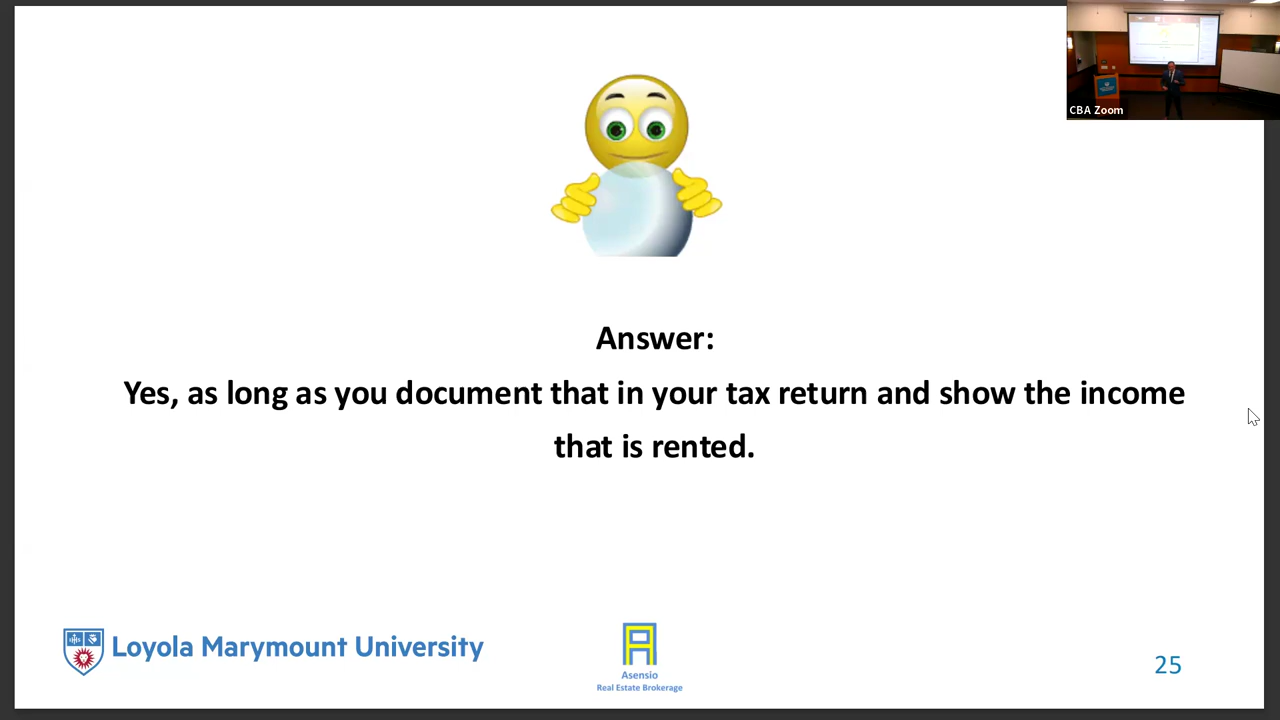 CBA Zoom
Answer:
Yes, as long as you document that in your tax return and show the income
that is rented.
Loyola Marymount University
Asensio
Real Estate Brokerage
25